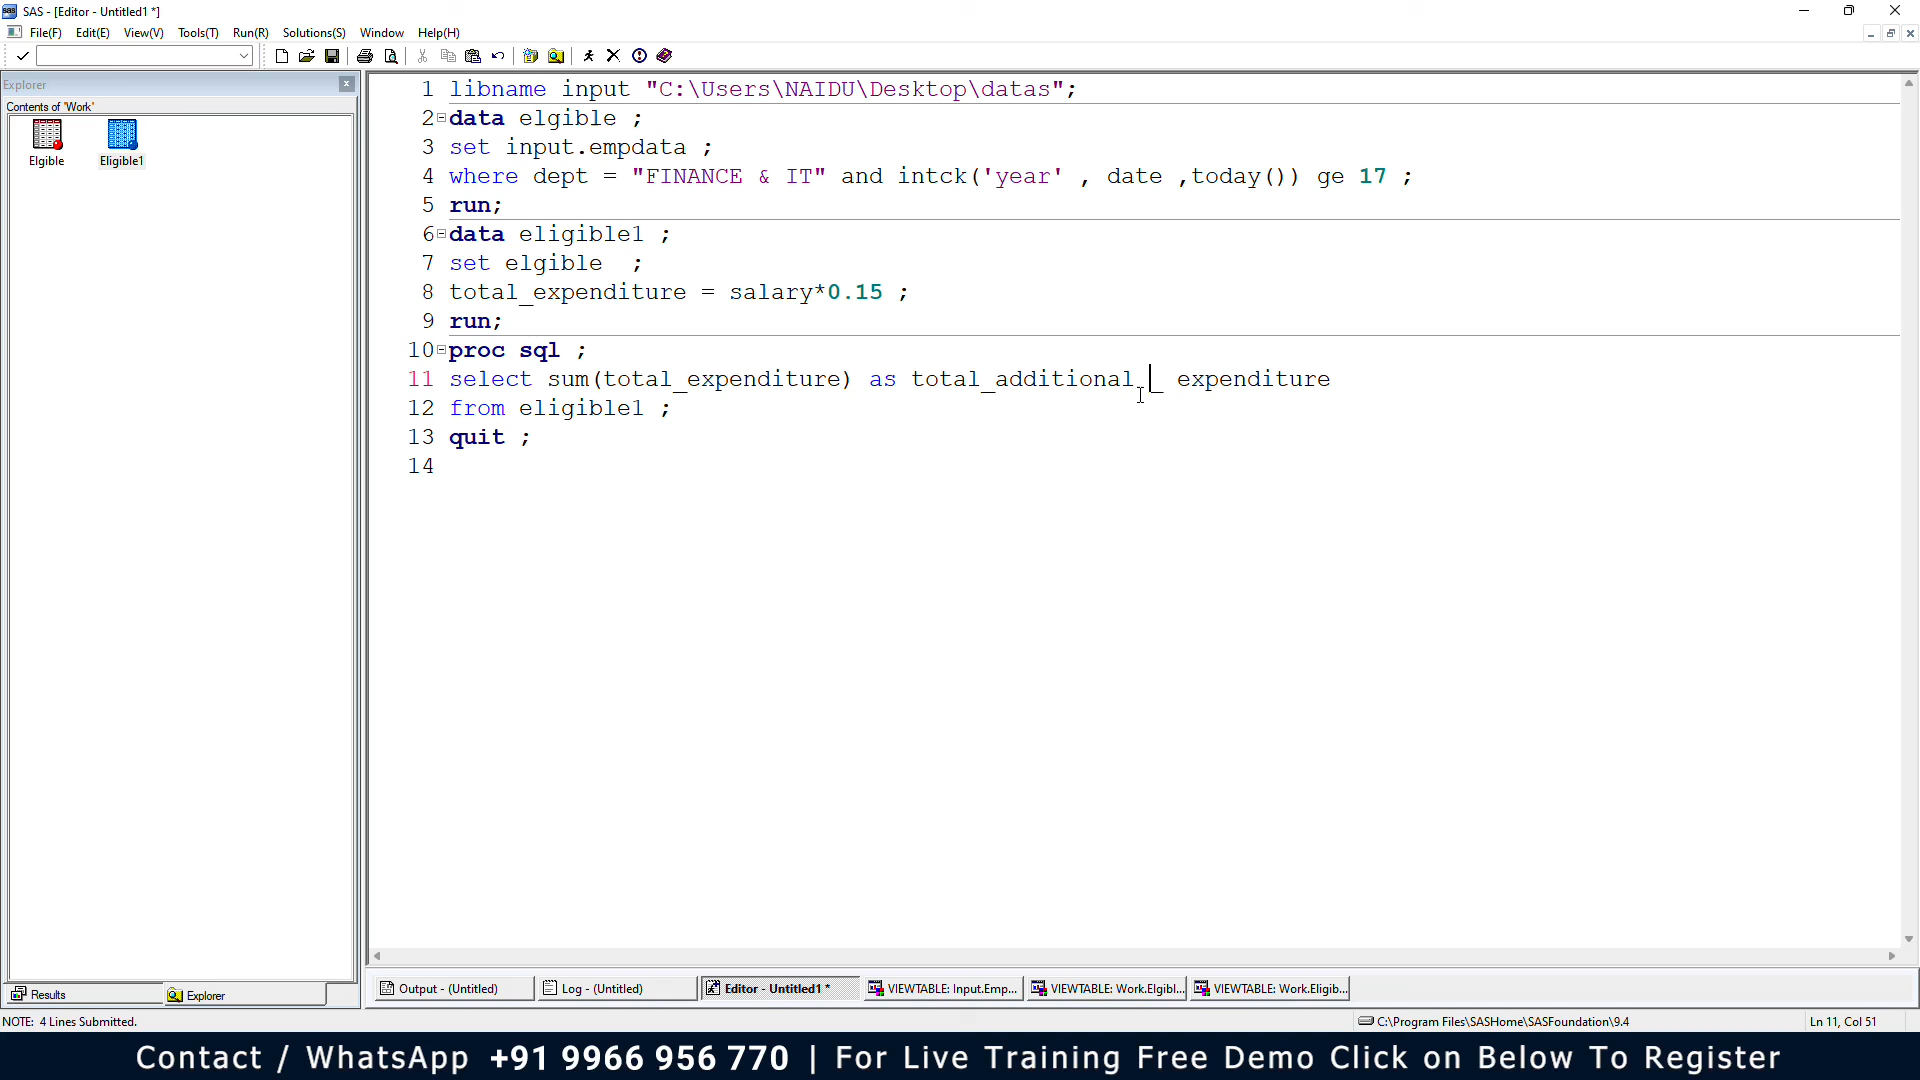 SAS - [Editor - Untitled1 *]
File(F) Edit(E) View(V) Tools(T) Run(R) Solutions(S) Window Help(H)
Explorer
Contents of 'Work'
Elgible Eligible1
1 libname input "C:\Users\NAIDU\Desktop\datas";
2 data elgible ;
3 set input.empdata ;
4 where dept = "FINANCE & IT" and intck('year' , date ,today()) ge 17 ;
5 run;
6 data eligible1 ;
7 set elgible ;
8 total_expenditure = salary*0.15 ;
9 run;
10 proc sql ;
11 select sum(total_expenditure) as total_additional _ expenditure
12 from eligible1 ;
13 quit ;
14
Results Explorer
Output - (Untitled) Log - (Untitled) Editor - Untitled1 * VIEWTABLE: Input.Emp... VIEWTABLE: Work.Elgibl... VIEWTABLE: Work.Eligib...
NOTE: 4 Lines Submitted. C:\Program Files\SASHome\SASFoundation\9.4 Ln 11, Col 51
Contact / WhatsApp +91 9966 956 770 | For Live Training Free Demo Click on Below To Register